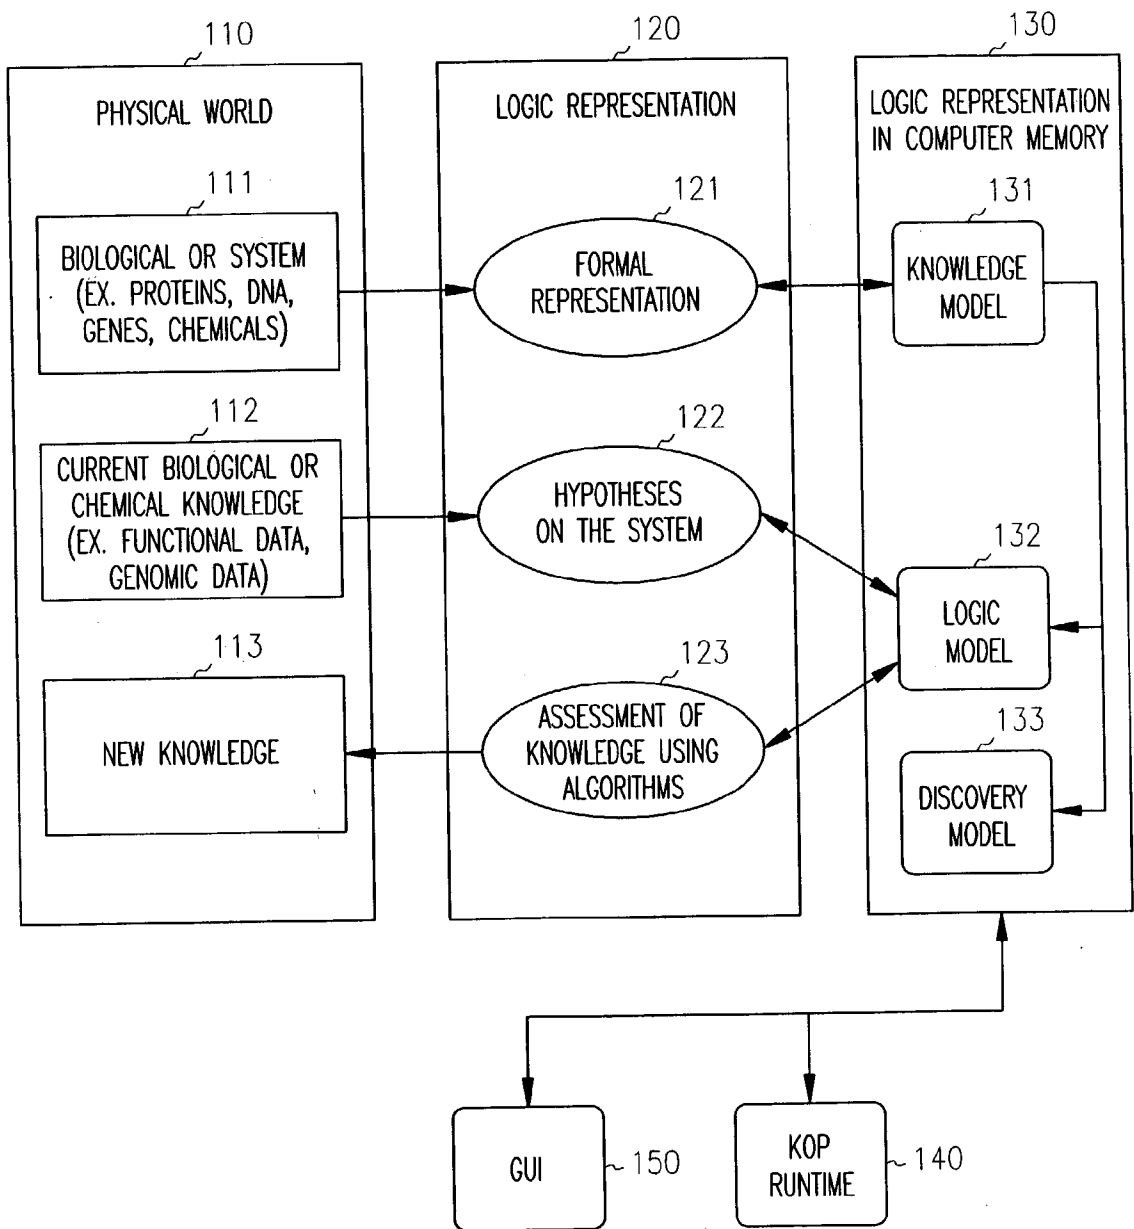 110
120
130
PHYSICAL WORLD
LOGIC REPRESENTATION
LOGIC REPRESENTATION
IN COMPUTER MEMORY
111
BIOLOGICAL OR SYSTEM
(EX. PROTEINS, DNA,
GENES, CHEMICALS)
121
FORMAL
REPRESENTATION
131
KNOWLEDGE
MODEL
112
CURRENT BIOLOGICAL OR
CHEMICAL KNOWLEDGE
(EX. FUNCTIONAL DATA,
GENOMIC DATA)
122
HYPOTHESES
ON THE SYSTEM
132
LOGIC
MODEL
113
NEW KNOWLEDGE
123
ASSESSMENT OF
KNOWLEDGE USING
ALGORITHMS
133
DISCOVERY
MODEL
GUI
150
KOP
RUNTIME
140